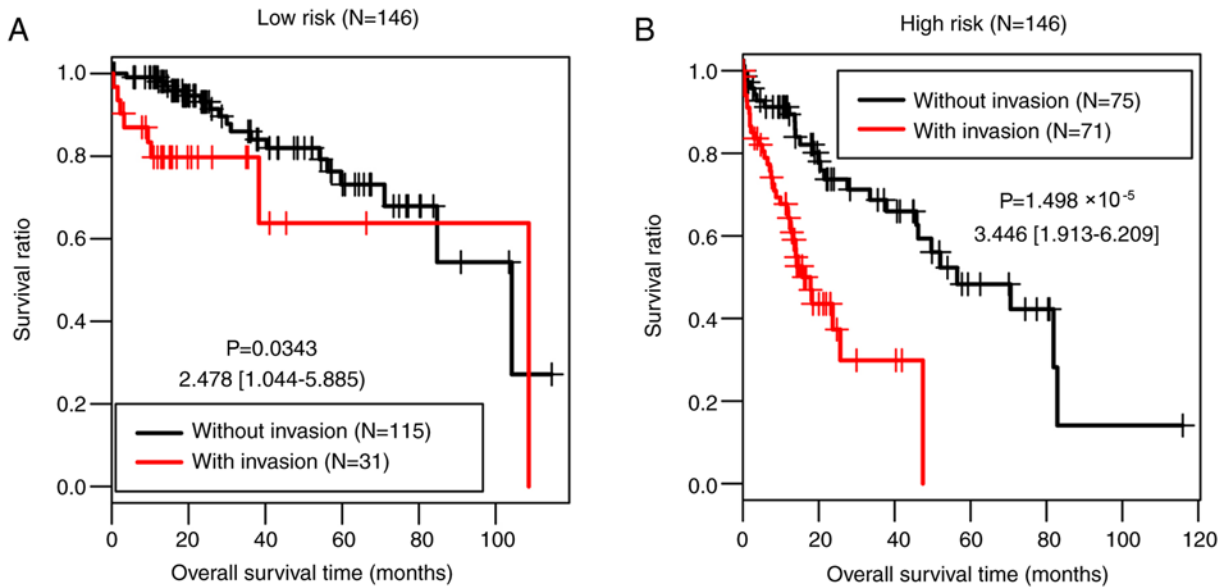 A
Low risk (N=146)
Survival ratio
1.0
0.8
0.6
0.4
0.2
0.0
P=0.0343
2.478 [1.044-5.885)
Without invasion (N=115)
With invasion (N=31)
0 20 40 60 80 100
Overall survival time (months)
B
High risk (N=146)
Survival ratio
1.0
0.8
0.6
0.4
0.2
0.0
Without invasion (N=75)
With invasion (N=71)
P=1.498 ×10⁻⁵
3.446 [1.913-6.209]
0 20 40 60 80 100 120
Overall survival time (months)